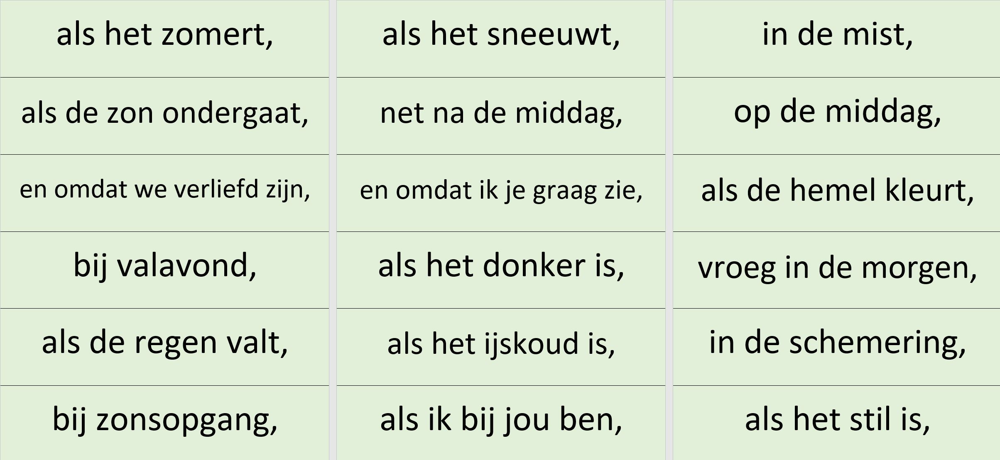 als het zomert,
als het sneeuwt,
in de mist,
als de zon ondergaat,
net na de middag,
op de middag,
en omdat we verliefd zijn,
en omdat ik je graag zie,
als de hemel kleurt,
bij valavond,
als het donker is,
vroeg in de morgen,
als de regen valt,
als het ijskoud is,
in de schemering,
bij zonsopgang,
als ik bij jou ben,
als het stil is,